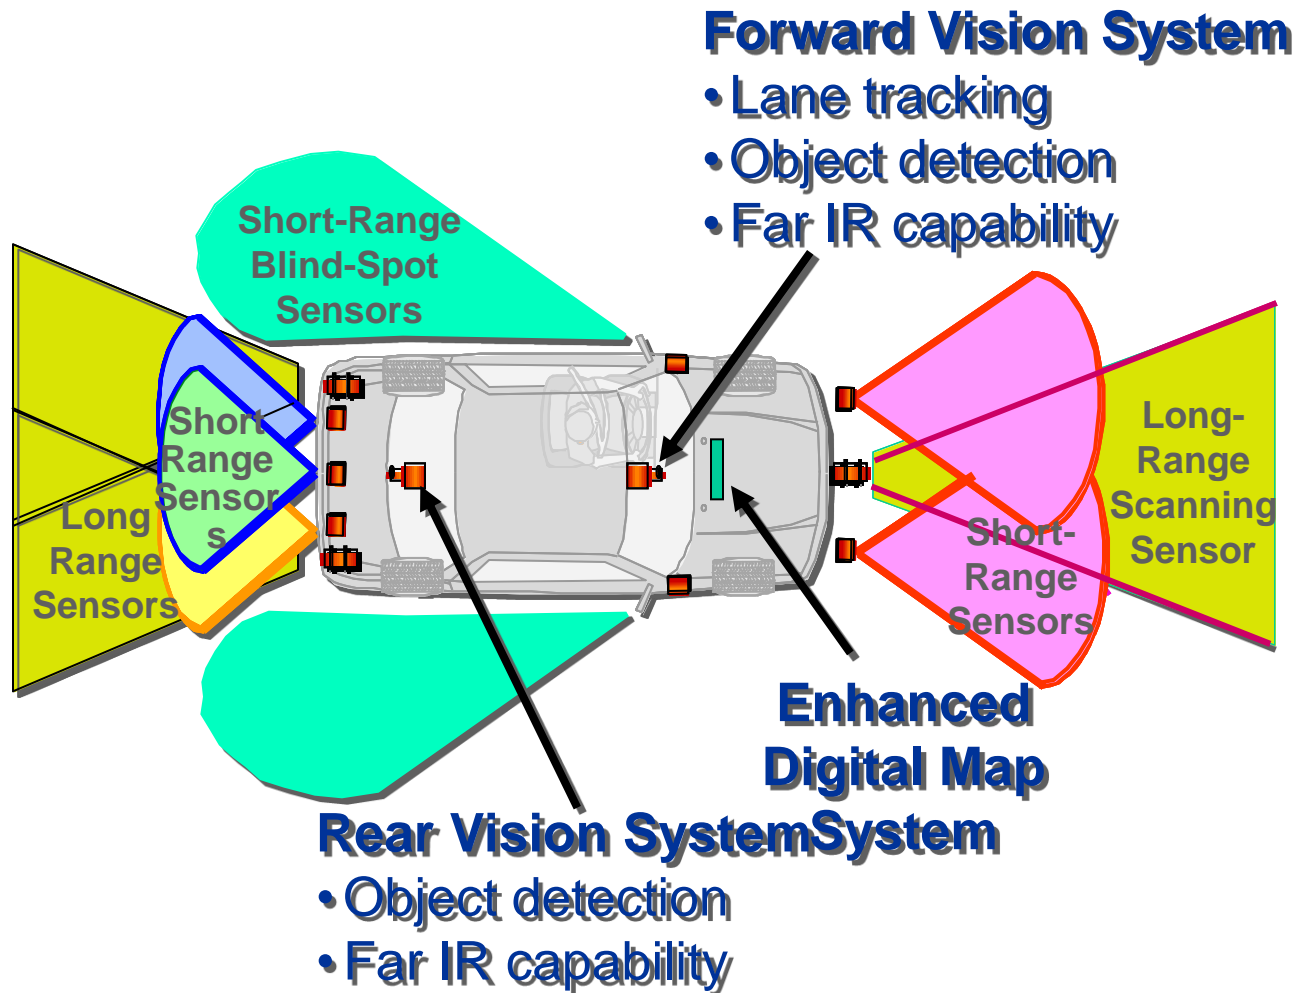 Forward Vision System
• Lane tracking
• Object detection
• Far IR capability
Short-Range
Blind-Spot
Sensors
Short
Range
Sensor
s
Long
Range
Sensors
Long-
Range
Scanning
Sensor
Short-
Range
Sensors
Enhanced
Digital Map
System
Rear Vision System
• Object detection
• Far IR capability